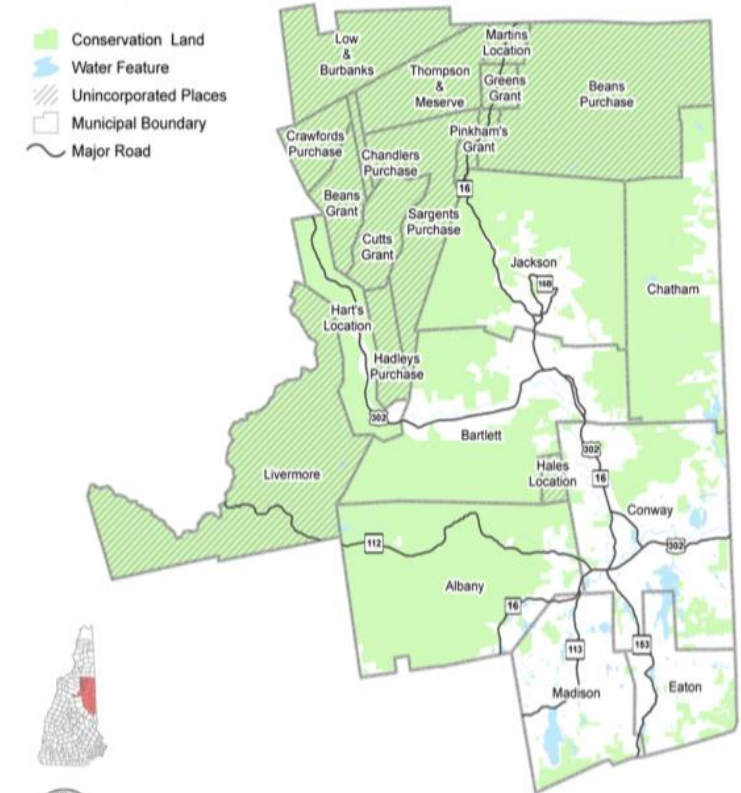 Conservation Land
Water Feature
Unincorporated Places
Municipal Boundary
Major Road
Low
&
Burbanks
Martins
Location
Thompson
&
Meserve
Greens
Grant
Beans
Purchase
Crawfords
Purchase
Pinkham's
Grant
Chandlers
Purchase
16
Beans
Grant
Sargents
Purchase
Cutts
Grant
Jackson
16B
Chatham
Hart's
Location
Hadleys
Purchase
302
Bartlett
302
Hales
Location
16
Livermore
Conway
112
302
Albany
16
113
153
Madison
Eaton